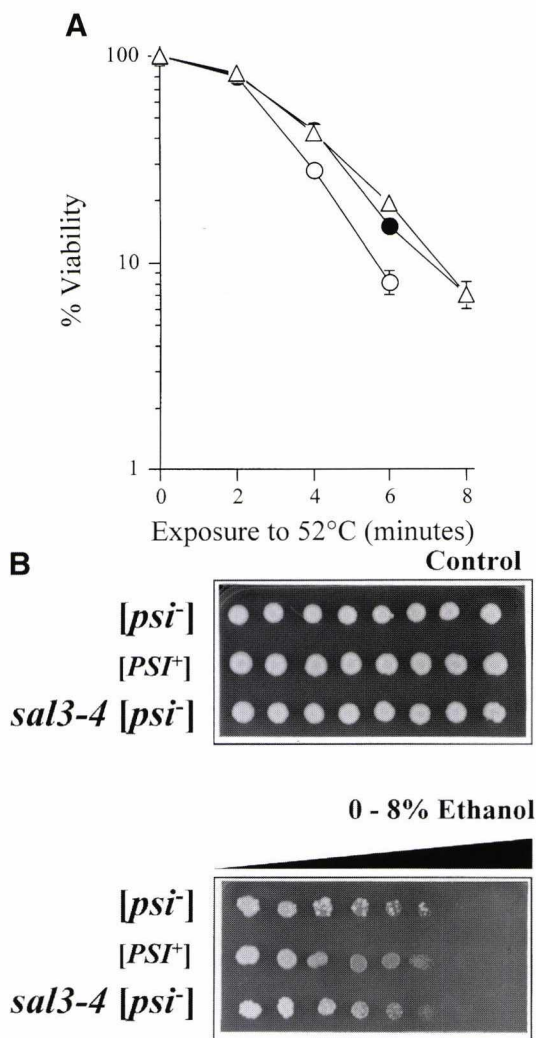 A
100
10
1
% Viability
0 2 4 6 8
Exposure to 52°C (minutes)
B
Control
[psi⁻]
[PSI⁺]
sal3-4 [psi⁻]
0 - 8% Ethanol
[psi⁻]
[PSI⁺]
sal3-4 [psi⁻]